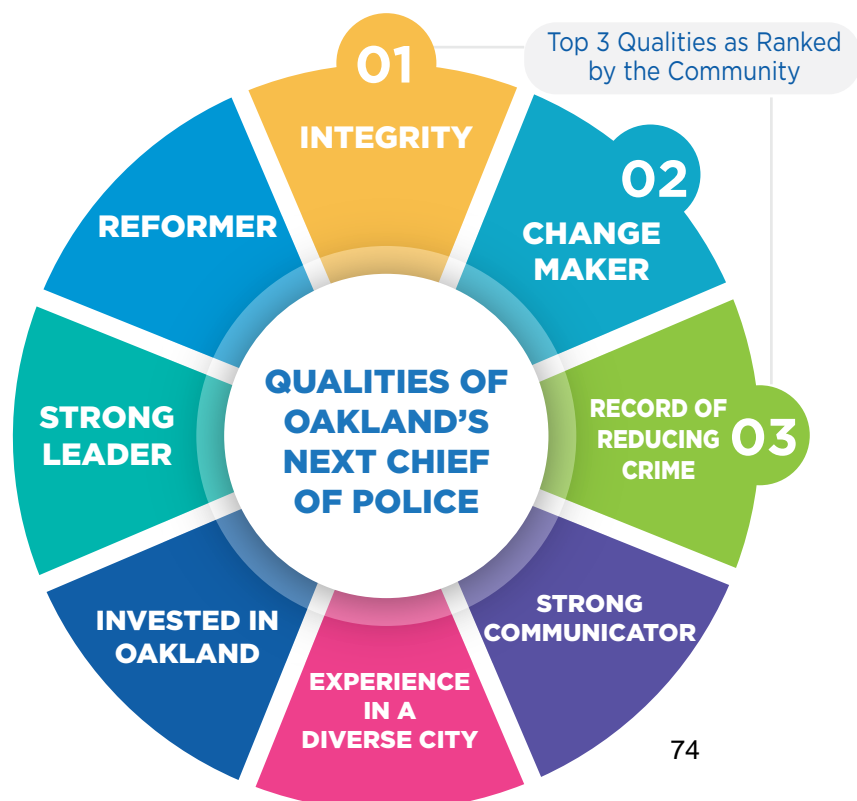 Top 3 Qualities as Ranked
by the Community
01
INTEGRITY
02
CHANGE
MAKER
RECORD OF
REDUCING
CRIME
03
STRONG
COMMUNICATOR
EXPERIENCE
IN A
DIVERSE CITY
INVESTED IN
OAKLAND
STRONG
LEADER
REFORMER
QUALITIES OF
OAKLAND'S
NEXT CHIEF
OF POLICE
74